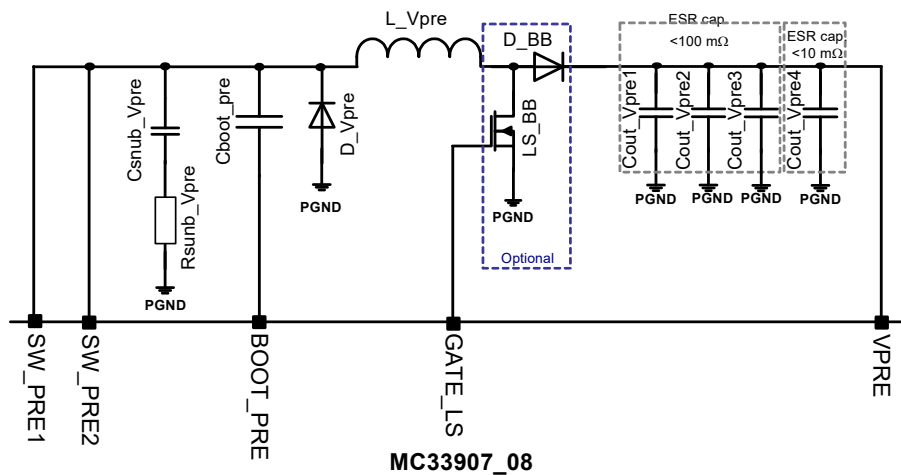 L_Vpre
D_BB
ESR cap.
<100 mΩ
ESR cap.
<10 mΩ
Csnub_Vpre
Rsunb_Vpre
Cboot_pre
D_Vpre
LS_BB
Cout_Vpre1
Cout_Vpre2
Cout_Vpre3
Cout_Vpre4
PGND
PGND
PGND
PGND
PGND
PGND
PGND
Optional
SW_PRE1
SW_PRE2
BOOT_PRE
GATE_LS
VPRE
MC33907_08